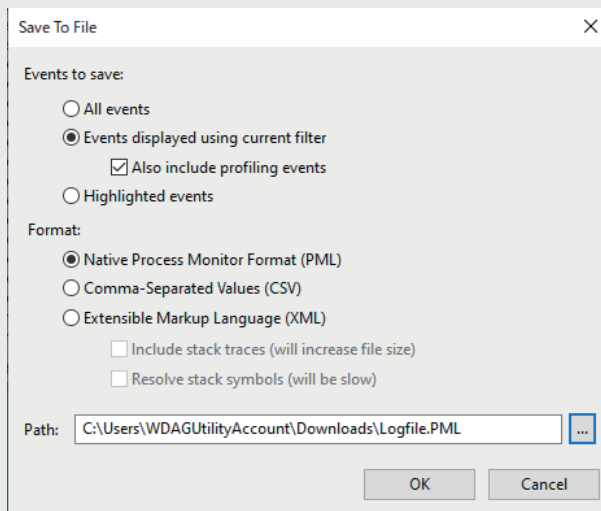 Save To File
Events to save:
All events
Events displayed using current filter
Also include profiling events
Highlighted events
Format:
Native Process Monitor Format (PML)
Comma-Separated Values (CSV)
Extensible Markup Language (XML)
Include stack traces (will increase file size)
Resolve stack symbols (will be slow)
Path: C:\Users\WDAGUtilityAccount\Downloads\Logfile.PML ...
OK Cancel